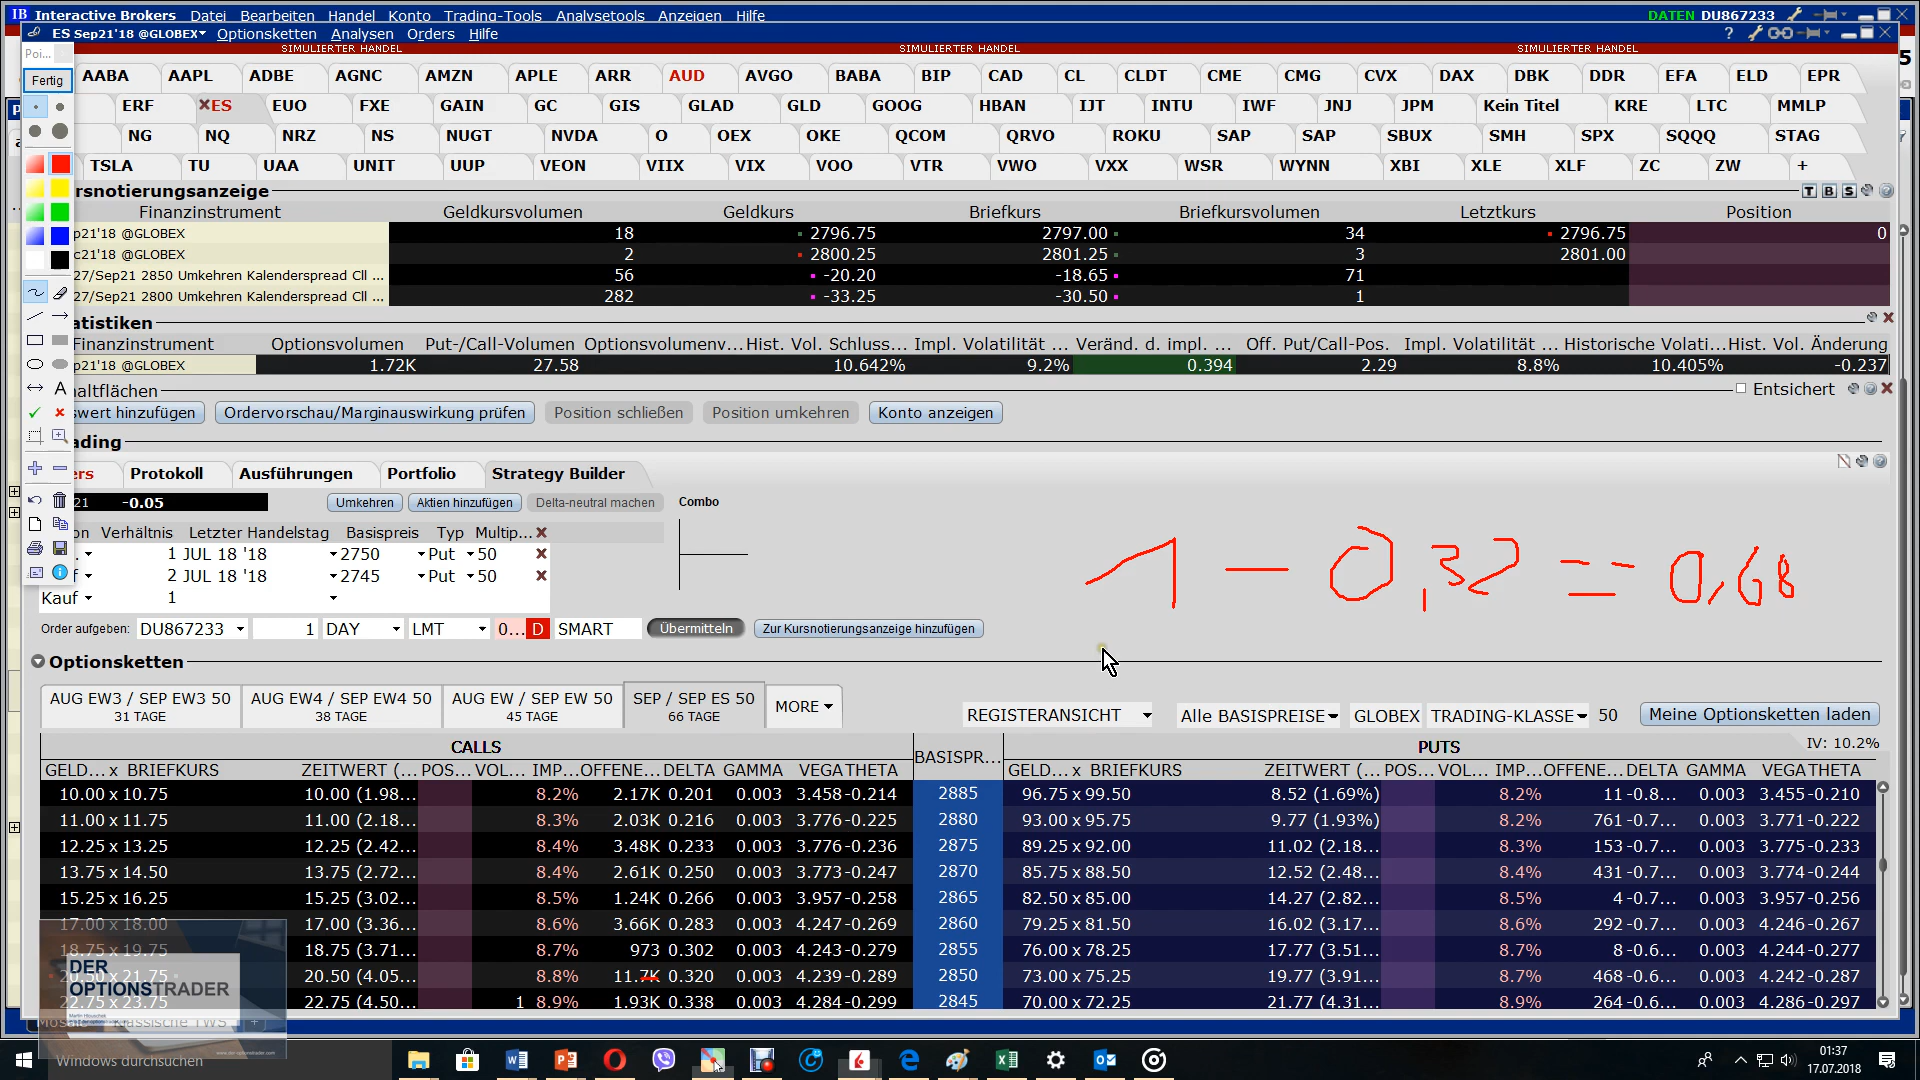 IB Interactive Brokers Datei Bearbeiten Handel Konto Trading-Tools Analysetools Anzeigen Hilfe DATEN DU867233
ES Sep21'18 @GLOBEX Optionsketten Analysen Orders Hilfe
SIMULIERTER HANDEL SIMULIERTER HANDEL SIMULIERTER HANDEL
Poi...
Fertig
AABA AAPL ADBE AGNC AMZN APLE ARR AUD AVGO BABA BIP CAD CL CLDT CME CMG CVX DAX DBK DDR EFA ELD EPR
ERF ES EUO FXE GAIN GC GIS GLAD GLD GOOG HBAN IJT INTU IWF JNJ JPM Kein Titel KRE LTC MMLP
NG NQ NRZ NS NUGT NVDA O OEX OKE QCOM QRVO ROKU SAP SAP SBUX SMH SPX SQQQ STAG
TSLA TU UAA UNIT UUP VEON VIIX VIX VOO VTR VWO VXX WSR WYNN XBI XLE XLF ZC ZW +
rsnotierungsanzeige T B S
Finanzinstrument Geldkursvolumen Geldkurs Briefkurs Briefkursvolumen Letztkurs Position
p21'18 @GLOBEX 18 2796.75 2797.00 34 2796.75 0
c21'18 @GLOBEX 2 2800.25 2801.25 3 2801.00
27/Sep21 2850 Umkehren Kalenderspread Cll ... 56 -20.20 -18.65 71
27/Sep21 2800 Umkehren Kalenderspread Cll ... 282 -33.25 -30.50 1
atistiken
Finanzinstrument Optionsvolumen Put-/Call-Volumen Optionsvolumenv... Hist. Vol. Schluss... Impl. Volatilität ... Veränd. d. impl. ... Off. Put/Call-Pos. Impl. Volatilität ... Historische Volati... Hist. Vol. Änderung
p21'18 @GLOBEX 1.72K 27.58 10.642% 9.2% 0.394 2.29 8.8% 10.405% -0.237
haltflächen Entsichert
swert hinzufügen Ordervorschau/Marginauswirkung prüfen Position schließen Position umkehren Konto anzeigen
ading
ers Protokoll Ausführungen Portfolio Strategy Builder
21 -0.05 Umkehren Aktien hinzufügen Delta-neutral machen Combo
on Verhältnis Letzter Handelstag Basispreis Typ Multip...
1 JUL 18 '18 2750 Put 50
f 2 JUL 18 '18 2745 Put 50
Kauf 1
1 - 0,32 = 0,68
Order aufgeben: DU867233 1 DAY LMT 0... D SMART Übermitteln Zur Kursnotierungsanzeige hinzufügen
Optionsketten
AUG EW3 / SEP EW3 50 AUG EW4 / SEP EW4 50 AUG EW / SEP EW 50 SEP / SEP ES 50 MORE
31 TAGE 38 TAGE 45 TAGE 66 TAGE
REGISTERANSICHT Alle BASISPREISE GLOBEX TRADING-KLASSE 50 Meine Optionsketten laden
CALLS BASISPR... PUTS IV: 10.2%
GELD... x BRIEFKURS ZEITWERT (... POS... VOL... IMP... OFFENE... DELTA GAMMA VEGA THETA GELD... x BRIEFKURS ZEITWERT (... POS... VOL... IMP... OFFENE... DELTA GAMMA VEGA THETA
10.00 x 10.75 10.00 (1.98... 8.2% 2.17K 0.201 0.003 3.458 -0.214 2885 96.75 x 99.50 8.52 (1.69%) 8.2% 11 -0.8... 0.003 3.455 -0.210
11.00 x 11.75 11.00 (2.18... 8.3% 2.03K 0.216 0.003 3.776 -0.225 2880 93.00 x 95.75 9.77 (1.93%) 8.2% 761 -0.7... 0.003 3.771 -0.222
12.25 x 13.25 12.25 (2.42... 8.4% 3.48K 0.233 0.003 3.776 -0.236 2875 89.25 x 92.00 11.02 (2.18... 8.3% 153 -0.7... 0.003 3.775 -0.233
13.75 x 14.50 13.75 (2.72... 8.4% 2.61K 0.250 0.003 3.773 -0.247 2870 85.75 x 88.50 12.52 (2.48... 8.4% 431 -0.7... 0.003 3.774 -0.244
15.25 x 16.25 15.25 (3.02... 8.5% 1.24K 0.266 0.003 3.957 -0.258 2865 82.50 x 85.00 14.27 (2.82... 8.5% 4 -0.7... 0.003 3.957 -0.256
17.00 x 18.00 17.00 (3.36... 8.6% 3.66K 0.283 0.003 4.247 -0.269 2860 79.25 x 81.50 16.02 (3.17... 8.6% 292 -0.7... 0.003 4.246 -0.267
18.75 x 19.75 18.75 (3.71... 8.7% 973 0.302 0.003 4.243 -0.279 2855 76.00 x 78.25 17.77 (3.51... 8.7% 8 -0.6... 0.003 4.244 -0.277
20.50 x 21.75 20.50 (4.05... 8.8% 11.7K 0.320 0.003 4.239 -0.289 2850 73.00 x 75.25 19.77 (3.91... 8.7% 468 -0.6... 0.003 4.242 -0.287
22.75 x 23.75 22.75 (4.50... 1 8.9% 1.93K 0.338 0.003 4.284 -0.299 2845 70.00 x 72.25 21.77 (4.31... 8.9% 264 -0.6... 0.003 4.286 -0.297
DER
OPTIONSTRADER
Mosaic Klassische TWS +
Windows durchsuchen
01:37
17.07.2018